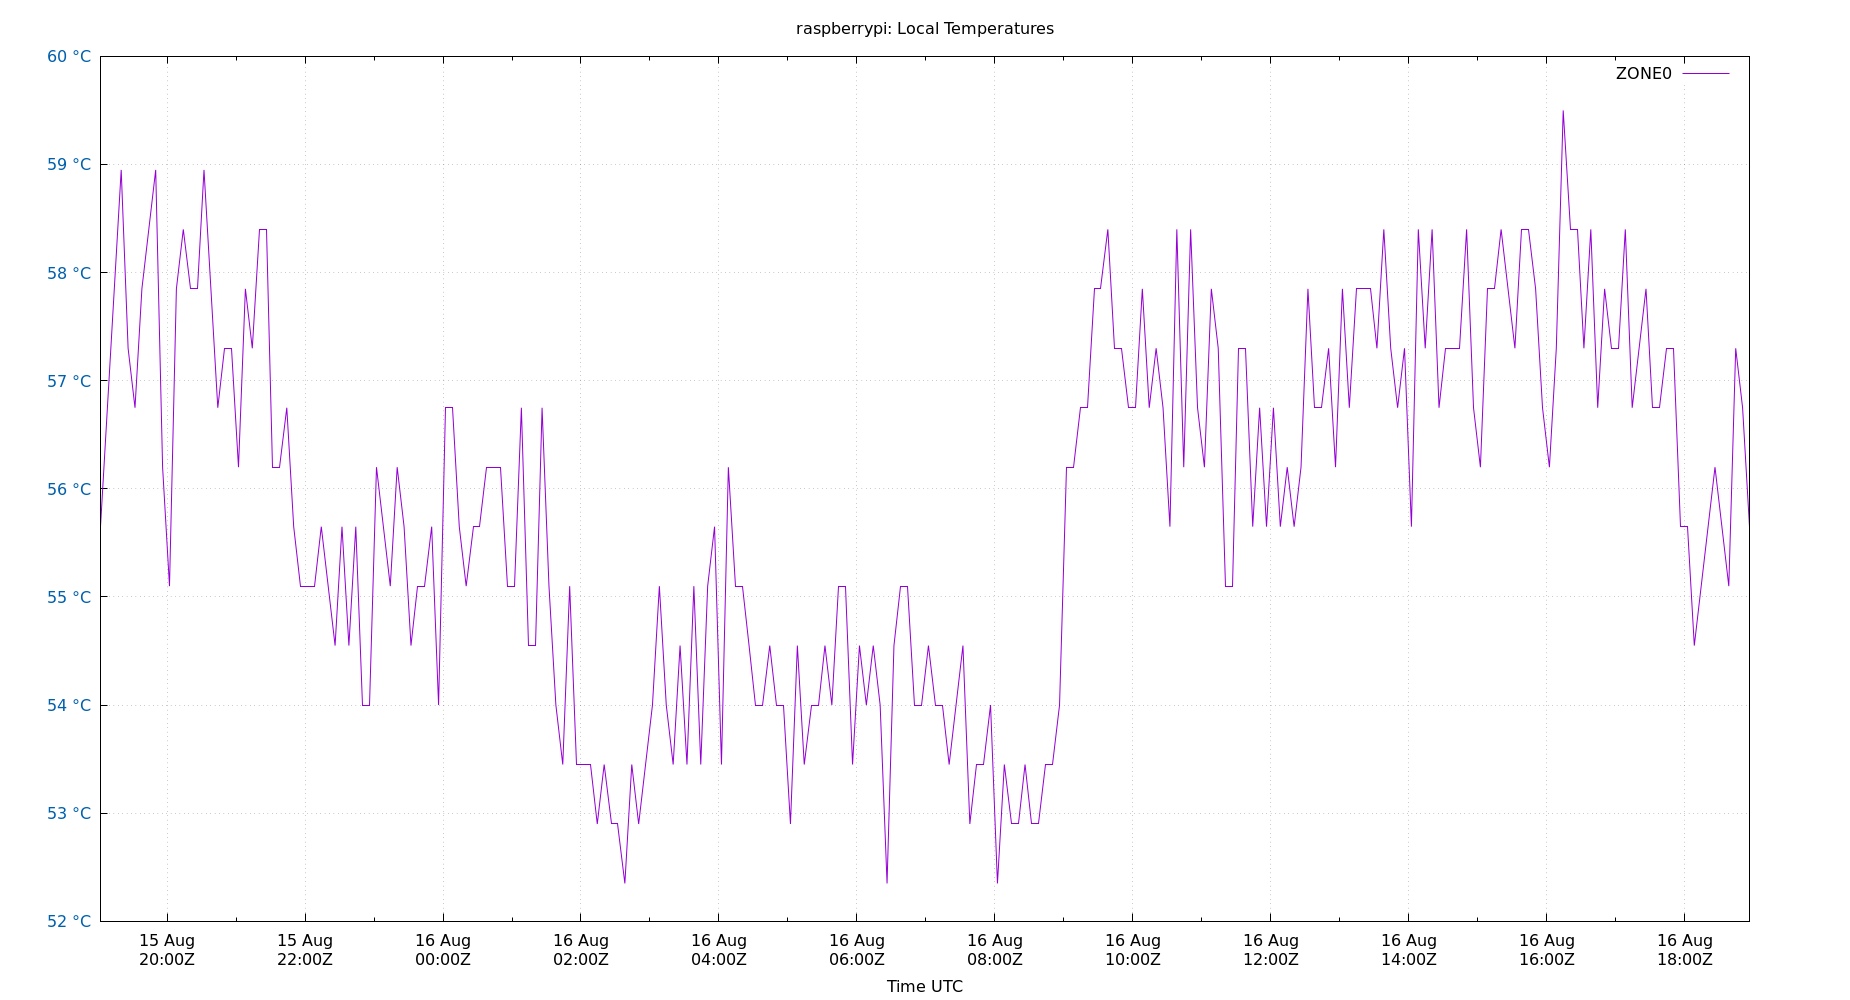 raspberrypi: Local Temperatures
60 °C
59 °C
58 °C
57 °C
56 °C
55 °C
54 °C
53 °C
52 °C
ZONE0
15 Aug 15 Aug 16 Aug 16 Aug 16 Aug 16 Aug 16 Aug 16 Aug 16 Aug 16 Aug 16 Aug 16 Aug
20:00Z 22:00Z 00:00Z 02:00Z 04:00Z 06:00Z 08:00Z 10:00Z 12:00Z 14:00Z 16:00Z 18:00Z
Time UTC